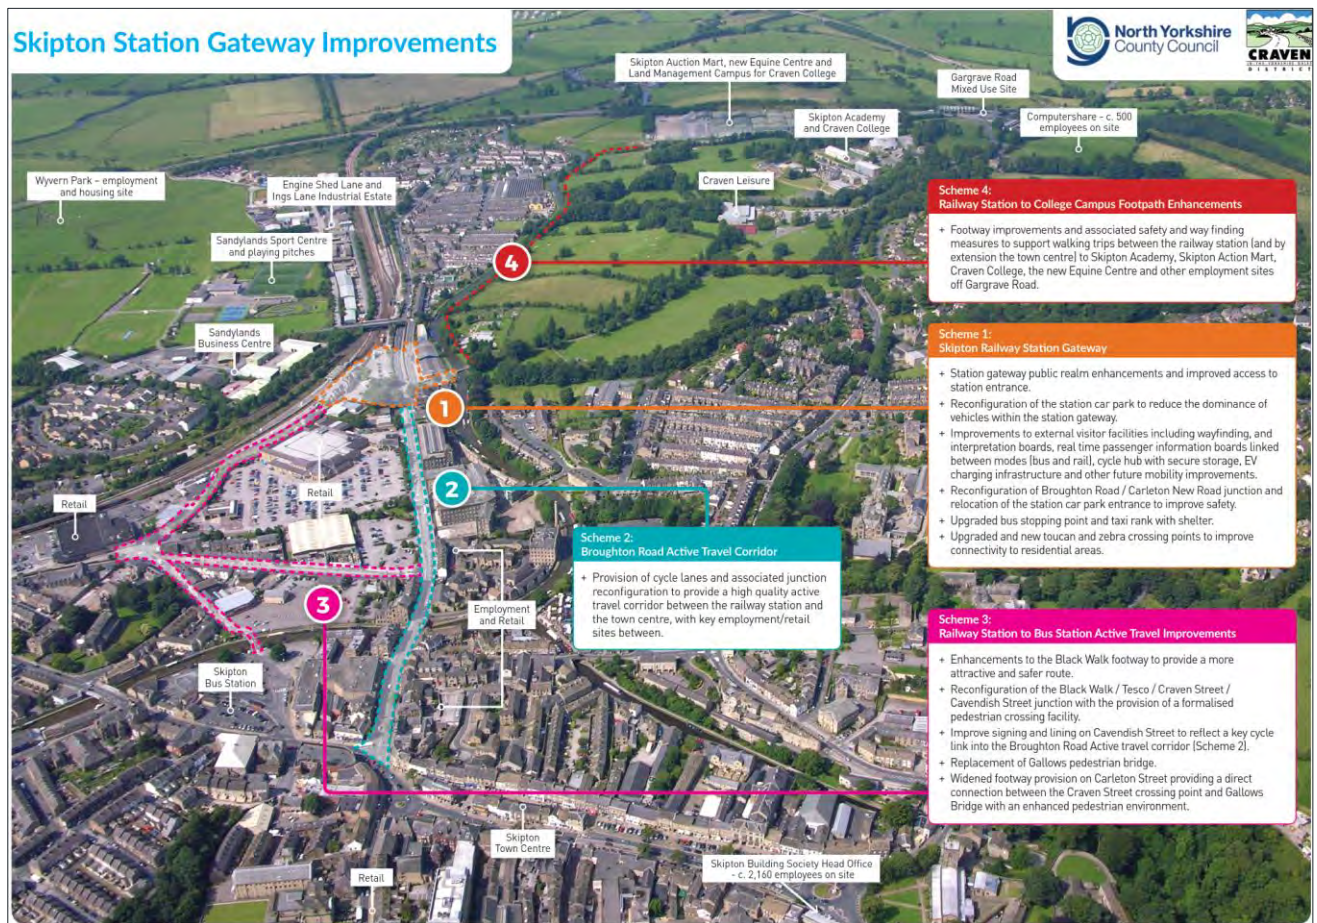 Skipton Station Gateway Improvements
North Yorkshire
County Council
CRAVEN
DISTRICT
Skipton Auction Mart, new Equine Centre and
Land Management Campus for Craven College
Gargrave Road
Mixed Use Site
Skipton Academy
and Craven College
Computershare - c. 500
employees on site
Wyvern Park – employment
and housing site
Engine Shed Lane and
Ings Lane Industrial Estate
Craven Leisure
Sandylands Sport Centre
and playing pitches
Sandylands
Business Centre
4
1
2
3
Retail
Retail
Employment
and Retail
Skipton
Bus Station
Skipton
Town Centre
Retail
Skipton Building Society Head Office
- c. 2,160 employees on site
Scheme 4:
Railway Station to College Campus Footpath Enhancements
+ Footway improvements and associated safety and way finding
measures to support walking trips between the railway station (and by
extension the town centre) to Skipton Academy, Skipton Action Mart,
Craven College, the new Equine Centre and other employment sites
off Gargrave Road.
Scheme 1:
Skipton Railway Station Gateway
+ Station gateway public realm enhancements and improved access to
station entrance.
+ Reconfiguration of the station car park to reduce the dominance of
vehicles within the station gateway.
+ Improvements to external visitor facilities including wayfinding, and
interpretation boards, real time passenger information boards linked
between modes (bus and rail), cycle hub with secure storage, EV
charging infrastructure and other future mobility improvements.
+ Reconfiguration of Broughton Road / Carleton New Road junction and
relocation of the station car park entrance to improve safety.
+ Upgraded bus stopping point and taxi rank with shelter.
+ Upgraded and new toucan and zebra crossing points to improve
connectivity to residential areas.
Scheme 2:
Broughton Road Active Travel Corridor
+ Provision of cycle lanes and associated junction
reconfiguration to provide a high quality active
travel corridor between the railway station and
the town centre, with key employment/retail
sites between.
Scheme 3:
Railway Station to Bus Station Active Travel Improvements
+ Enhancements to the Black Walk footway to provide a more
attractive and safer route.
+ Reconfiguration of the Black Walk / Tesco / Craven Street /
Cavendish Street junction with the provision of a formalised
pedestrian crossing facility.
+ Improve signing and lining on Cavendish Street to reflect a key cycle
link into the Broughton Road Active travel corridor (Scheme 2).
+ Replacement of Gallows pedestrian bridge.
+ Widened footway provision on Carleton Street providing a direct
connection between the Craven Street crossing point and Gallows
Bridge with an enhanced pedestrian environment.